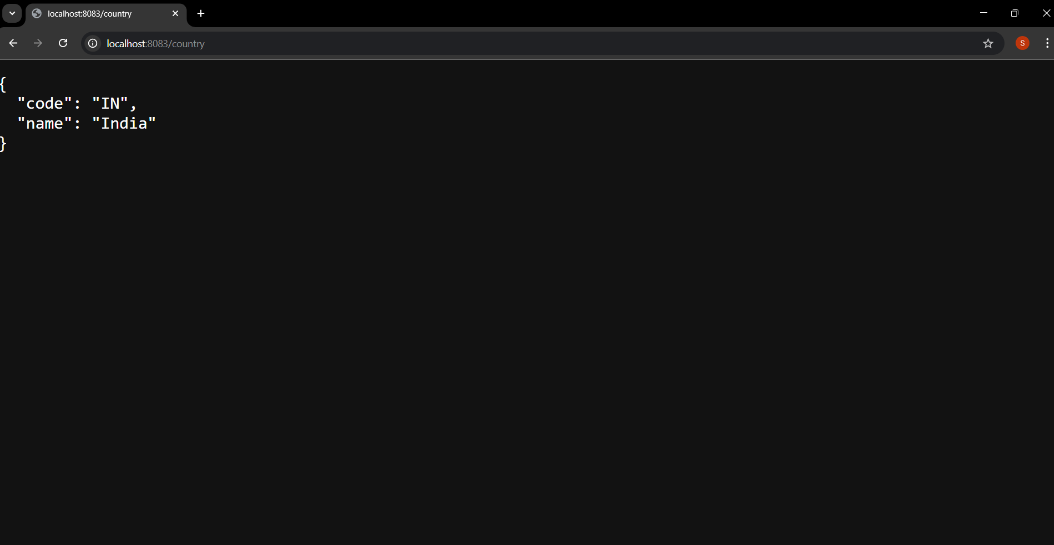 localhost:8083/country
localhost:8083/country
S
{
  "code": "IN",
  "name": "India"
}